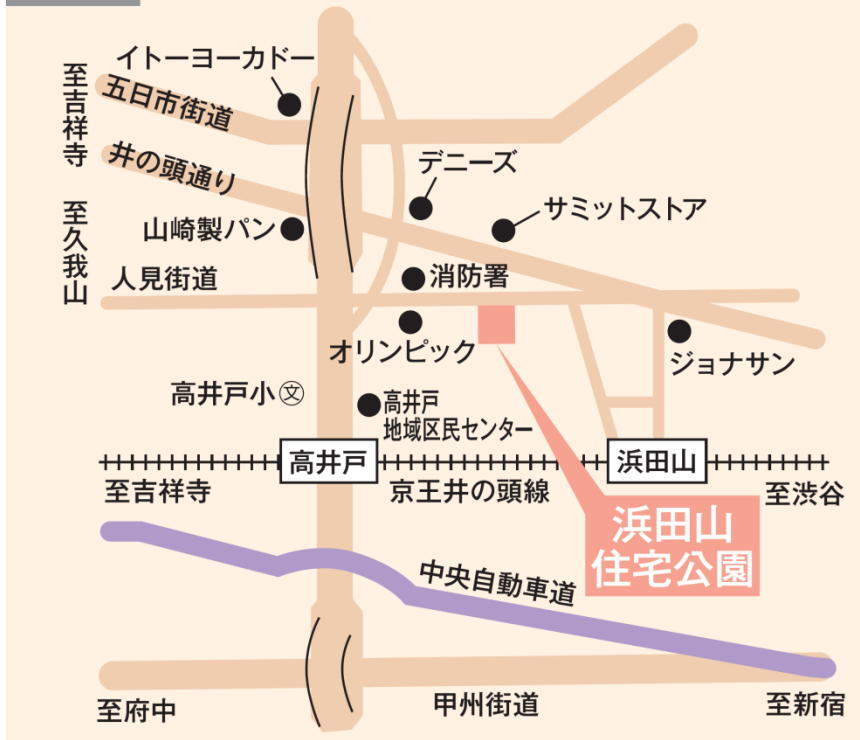 イトーヨーカドー
至吉祥寺
五日市街道
井の頭通り
デニーズ
至久我山
サミットストア
山崎製パン
人見街道
消防署
オリンピック
ジョナサン
高井戸小
文
高井戸
地域区民センター
高井戸
浜田山
至吉祥寺
京王井の頭線
至渋谷
浜田山
住宅公園
中央自動車道
至府中
甲州街道
至新宿